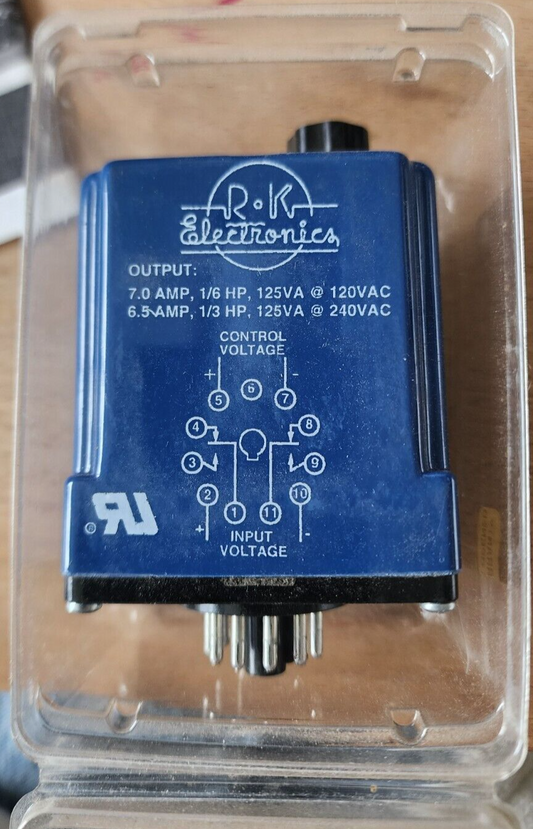 R·K
Electronics
OUTPUT:
7.0 AMP, 1/6 HP, 125VA @ 120VAC
6.5 AMP, 1/3 HP, 125VA @ 240VAC
CONTROL
VOLTAGE
+ -
5 6 7
4 8
3 9
2 10
1 11
+ -
INPUT
VOLTAGE
RU ®